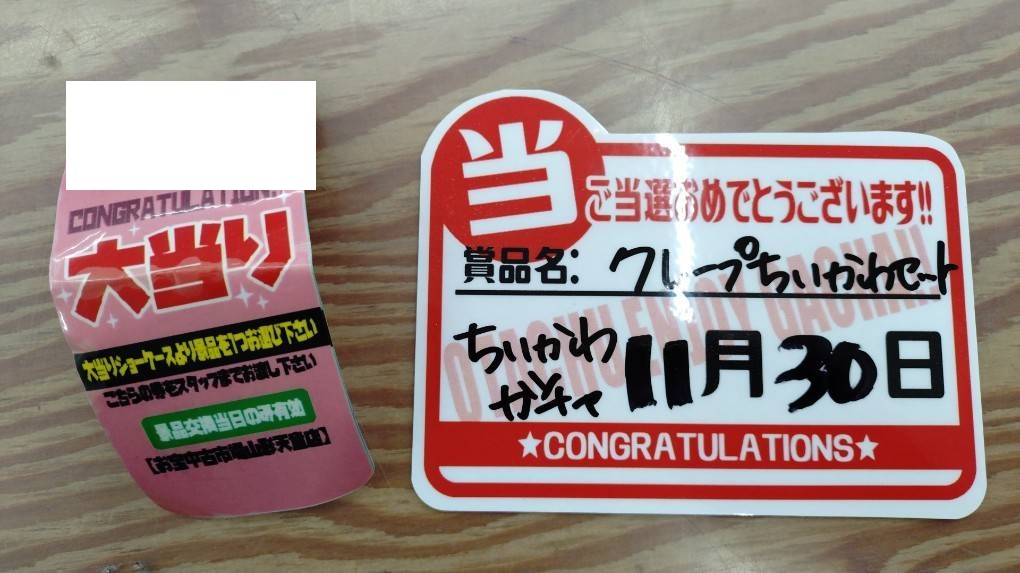 CONGRATULATION
大当り
大当りショーケースより景品を1つお選び下さい
こちらの券をスタッフまでお渡し下さい
景品交換当日のみ有効
【お宝中古市場山形天童店】
当
ご当選おめでとうございます!!
賞品名: クレープちいかわセット
ちいかわ
ガチャ
11月30日
★CONGRATULATIONS★